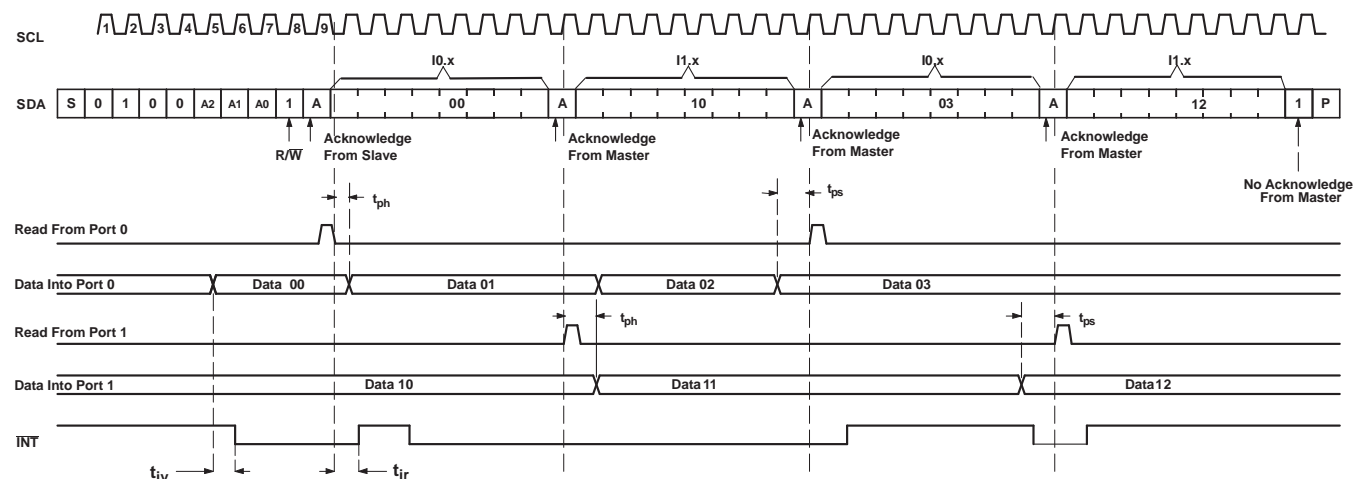 SCL 1 2 3 4 5 6 7 8 9
I0.x I1.x I0.x I1.x
SDA S 0 1 0 0 A2 A1 A0 1 A 00 A 10 A 03 A 12 1 P
R/W̅
Acknowledge
From Slave
Acknowledge
From Master
Acknowledge
From Master
Acknowledge
From Master
No Acknowledge
From Master
tph tps
Read From Port 0
Data Into Port 0 Data 00 Data 01 Data 02 Data 03
tph tps
Read From Port 1
Data Into Port 1 Data 10 Data 11 Data 12
I̅N̅T̅
tiv tir